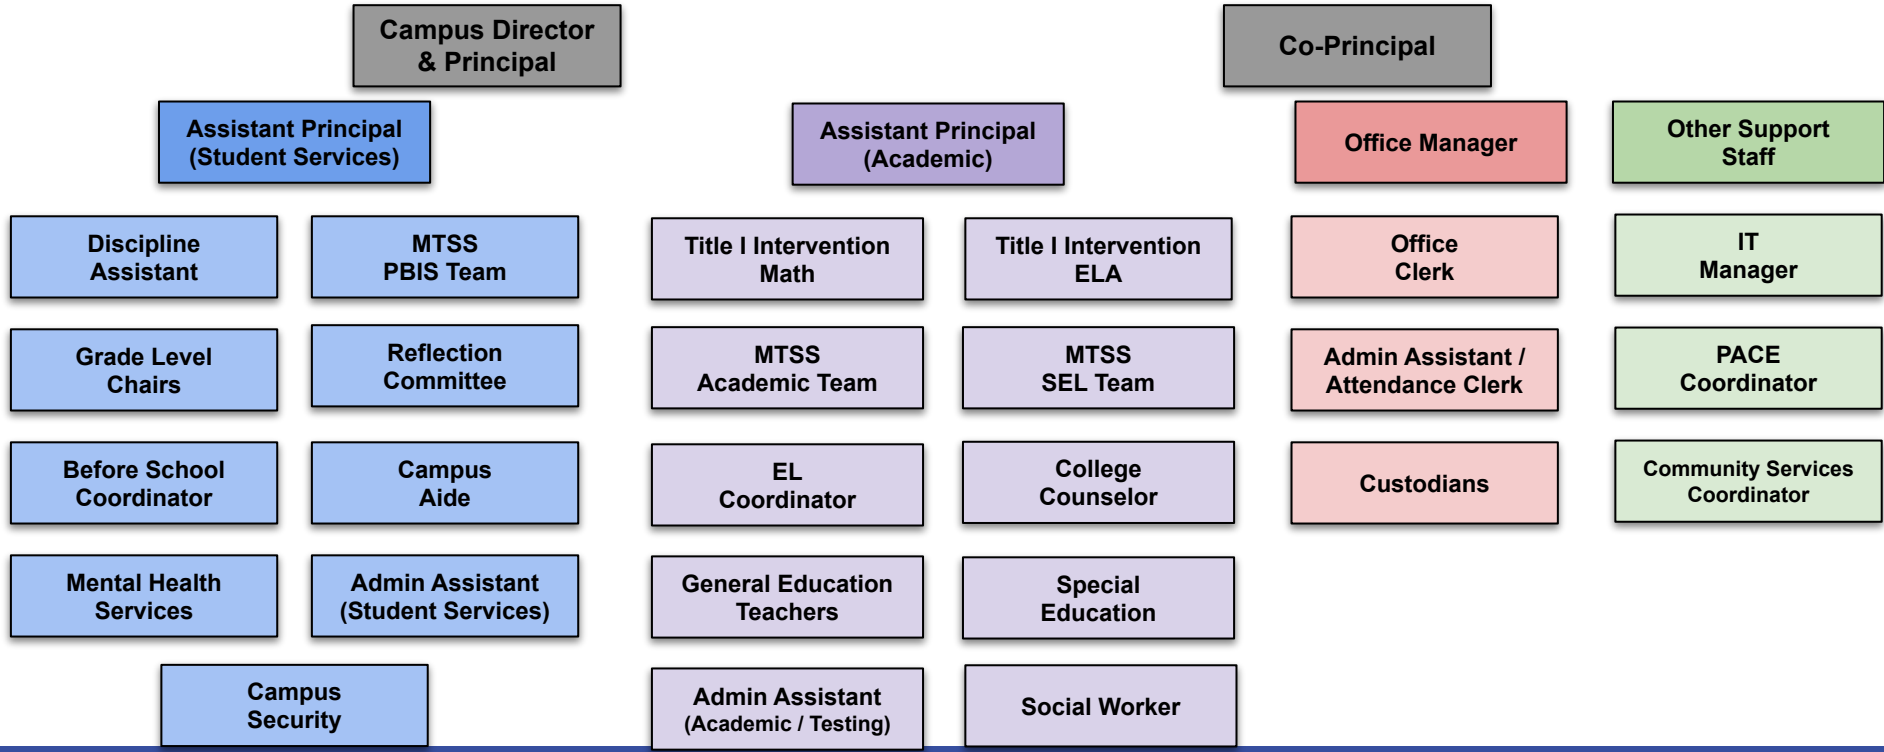 Campus Director
& Principal
Co-Principal
Assistant Principal
(Student Services)
Assistant Principal
(Academic)
Office Manager
Other Support
Staff
Discipline
Assistant
MTSS
PBIS Team
Title I Intervention
Math
Title I Intervention
ELA
Office
Clerk
IT
Manager
Grade Level
Chairs
Reflection
Committee
MTSS
Academic Team
MTSS
SEL Team
Admin Assistant /
Attendance Clerk
PACE
Coordinator
Before School
Coordinator
Campus
Aide
EL
Coordinator
College
Counselor
Custodians
Community Services
Coordinator
Mental Health
Services
Admin Assistant
(Student Services)
General Education
Teachers
Special
Education
Campus
Security
Admin Assistant
(Academic / Testing)
Social Worker